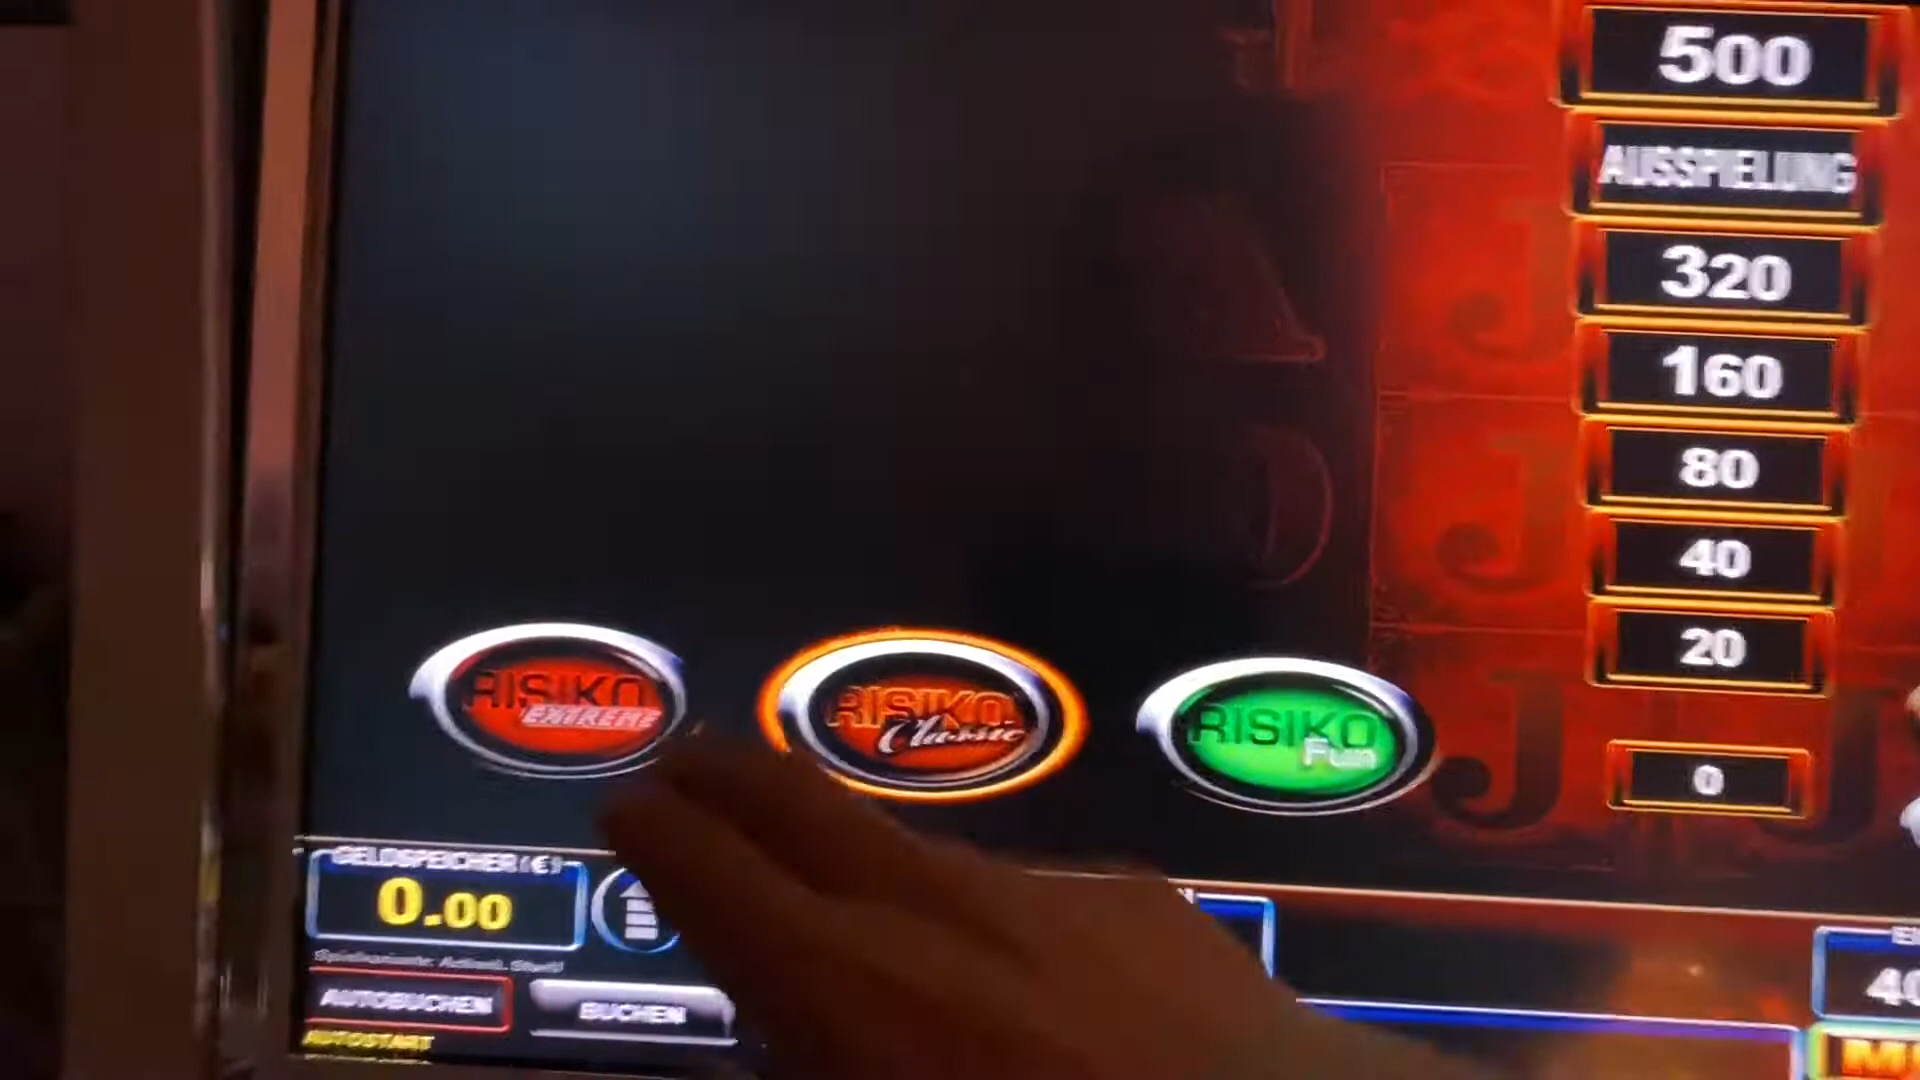 500
AUSSPIELUNG
320
160
80
40
20
0
RISIKO EXTREME
RISIKO Classic
RISIKO Fun
GELDSPEICHER (€)
0.00
AUTOBUCHEN
BUCHEN
AUTOSTART
40